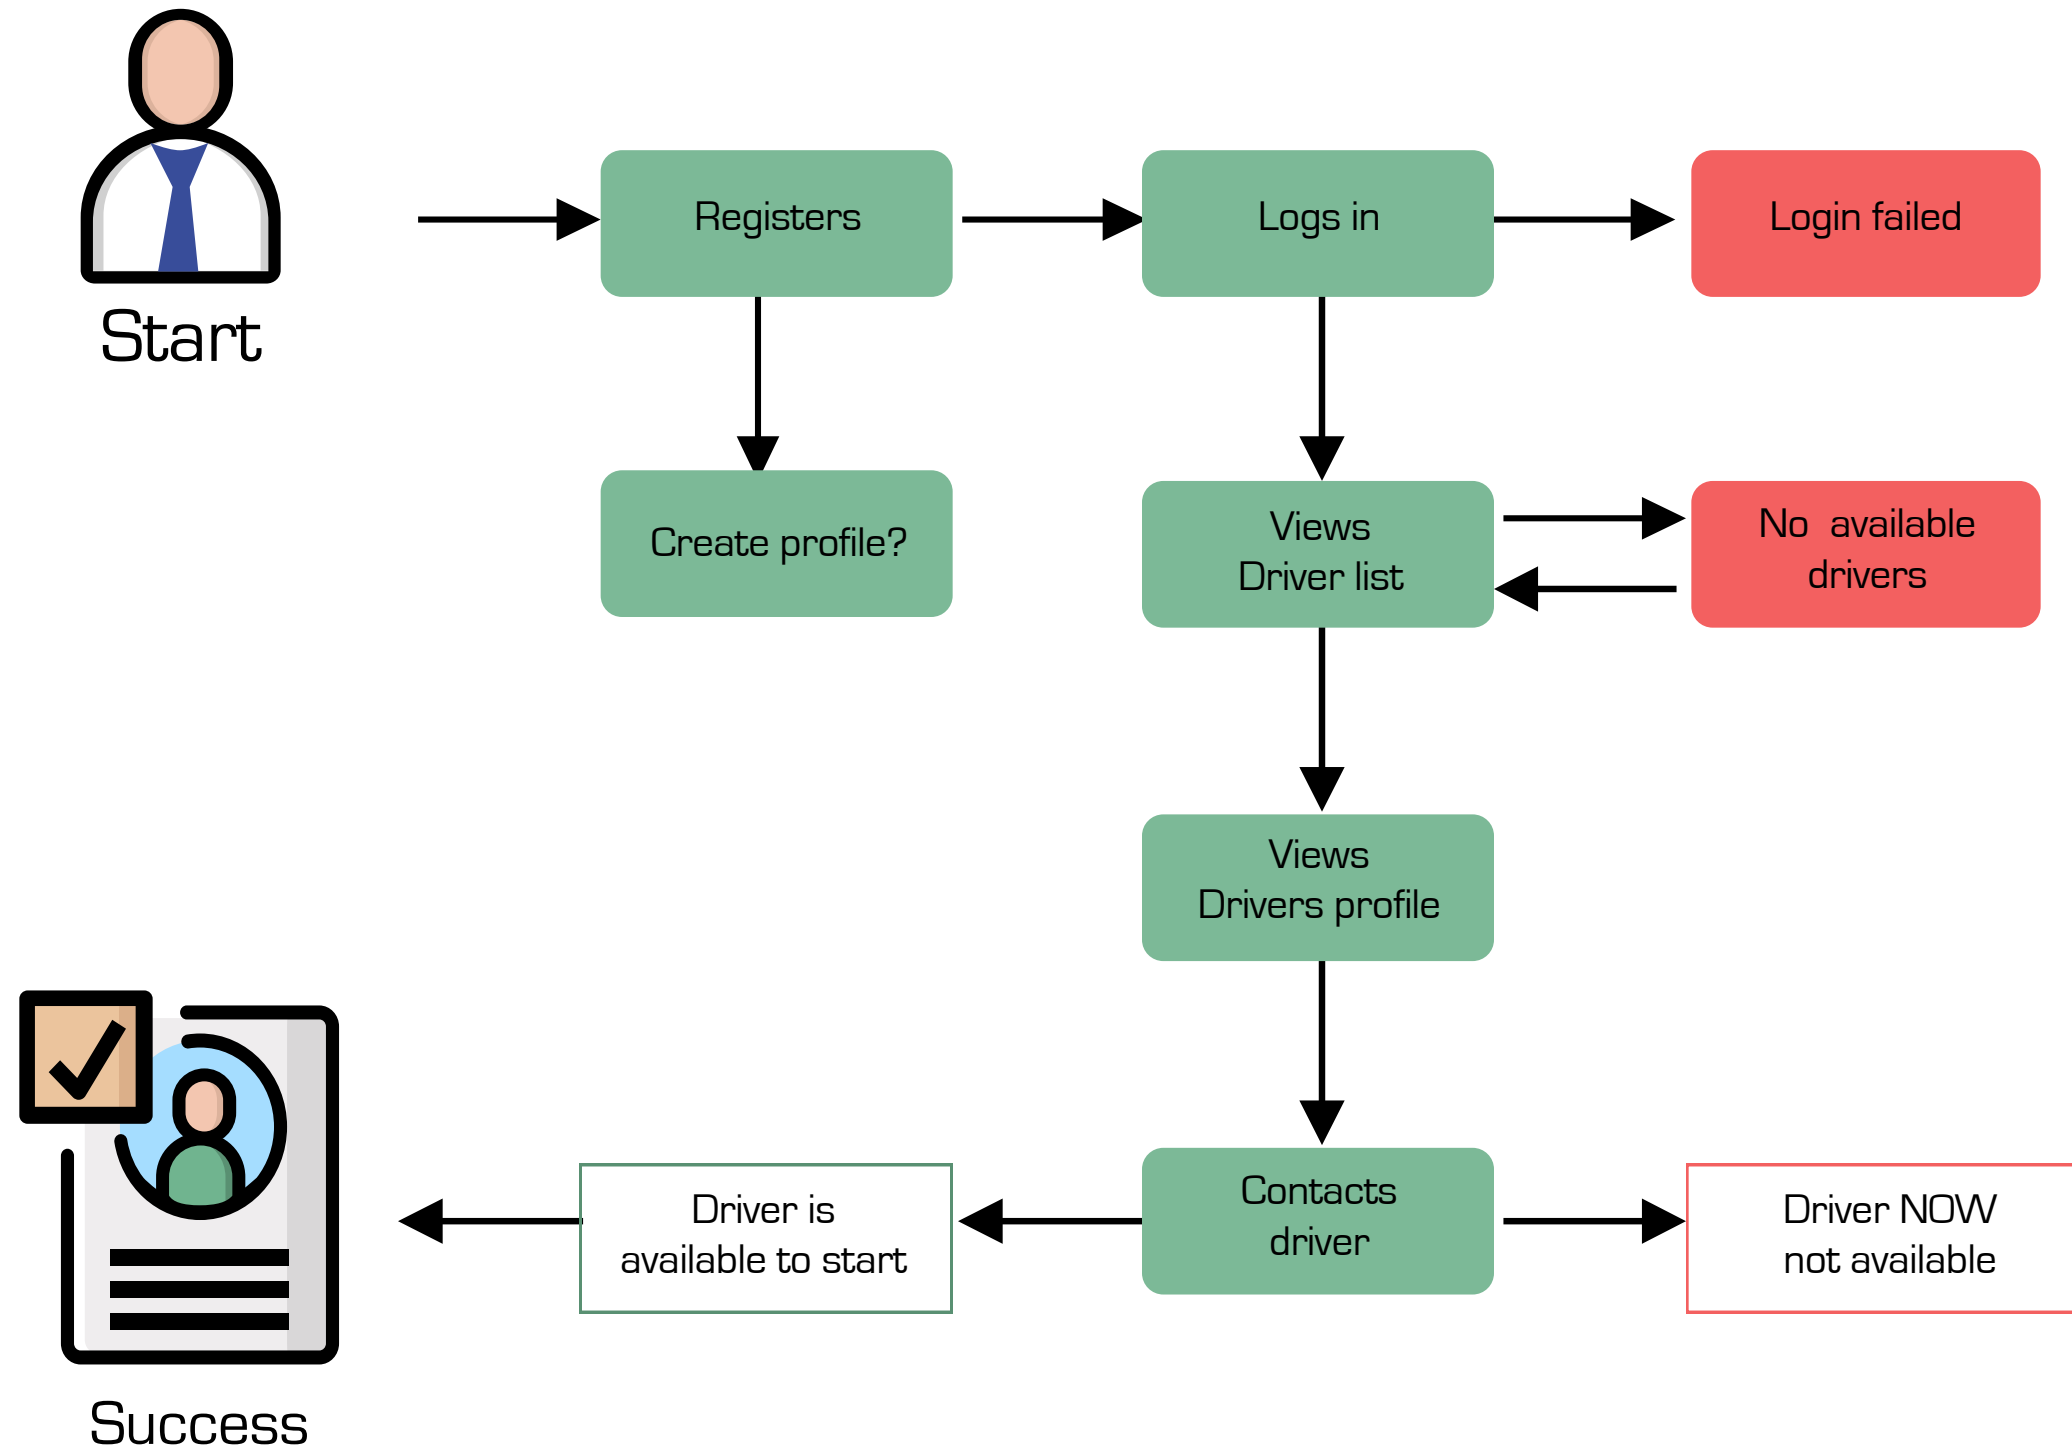 Start
Registers
Logs in
Login failed
Create profile?
Views
Driver list
No available
drivers
Views
Drivers profile
Contacts
driver
Driver is
available to start
Driver NOW
not available
Success